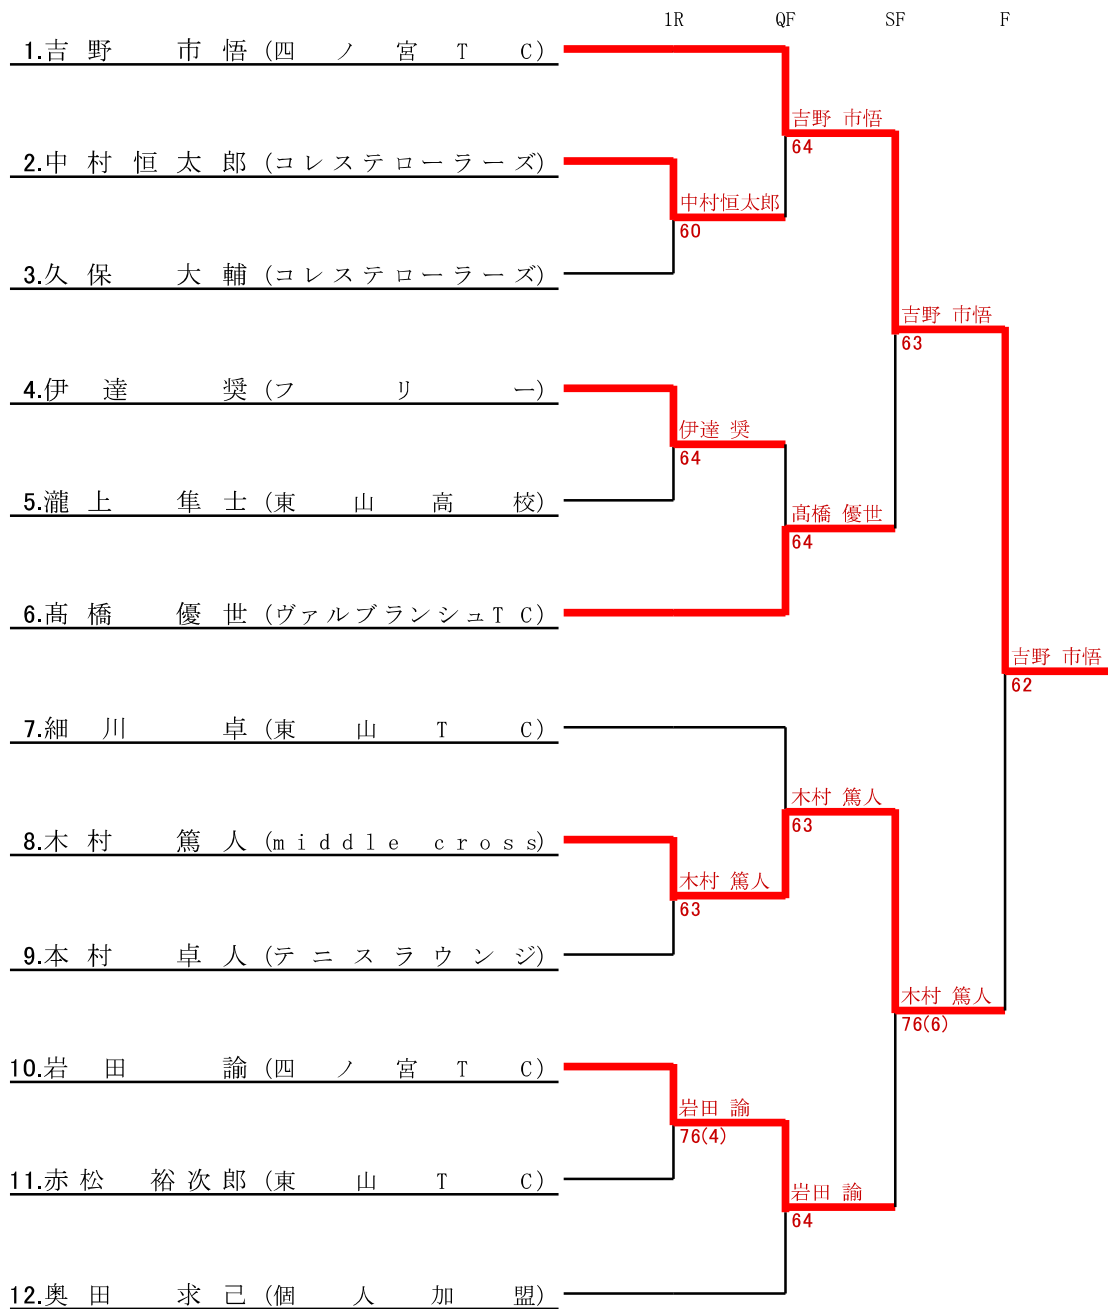 1R QF SF F
1.吉野 市悟(四ノ宮TC)
吉野 市悟
64
2.中村恒太郎(コレステローラーズ)
中村恒太郎
60
3.久保 大輔(コレステローラーズ)
吉野 市悟
63
4.伊達 奨(フリー)
伊達 奨
64
5.瀧上 隼士(東山高校)
髙橋 優世
64
6.髙橋 優世(ヴァルブランシュTC)
吉野 市悟
62
7.細川 卓(東山TC)
木村 篤人
63
8.木村 篤人(middle cross)
木村 篤人
63
9.本村 卓人(テニスラウンジ)
木村 篤人
76(6)
10.岩田 諭(四ノ宮TC)
岩田 諭
76(4)
11.赤松 裕次郎(東山TC)
岩田 諭
64
12.奥田 求己(個人加盟)